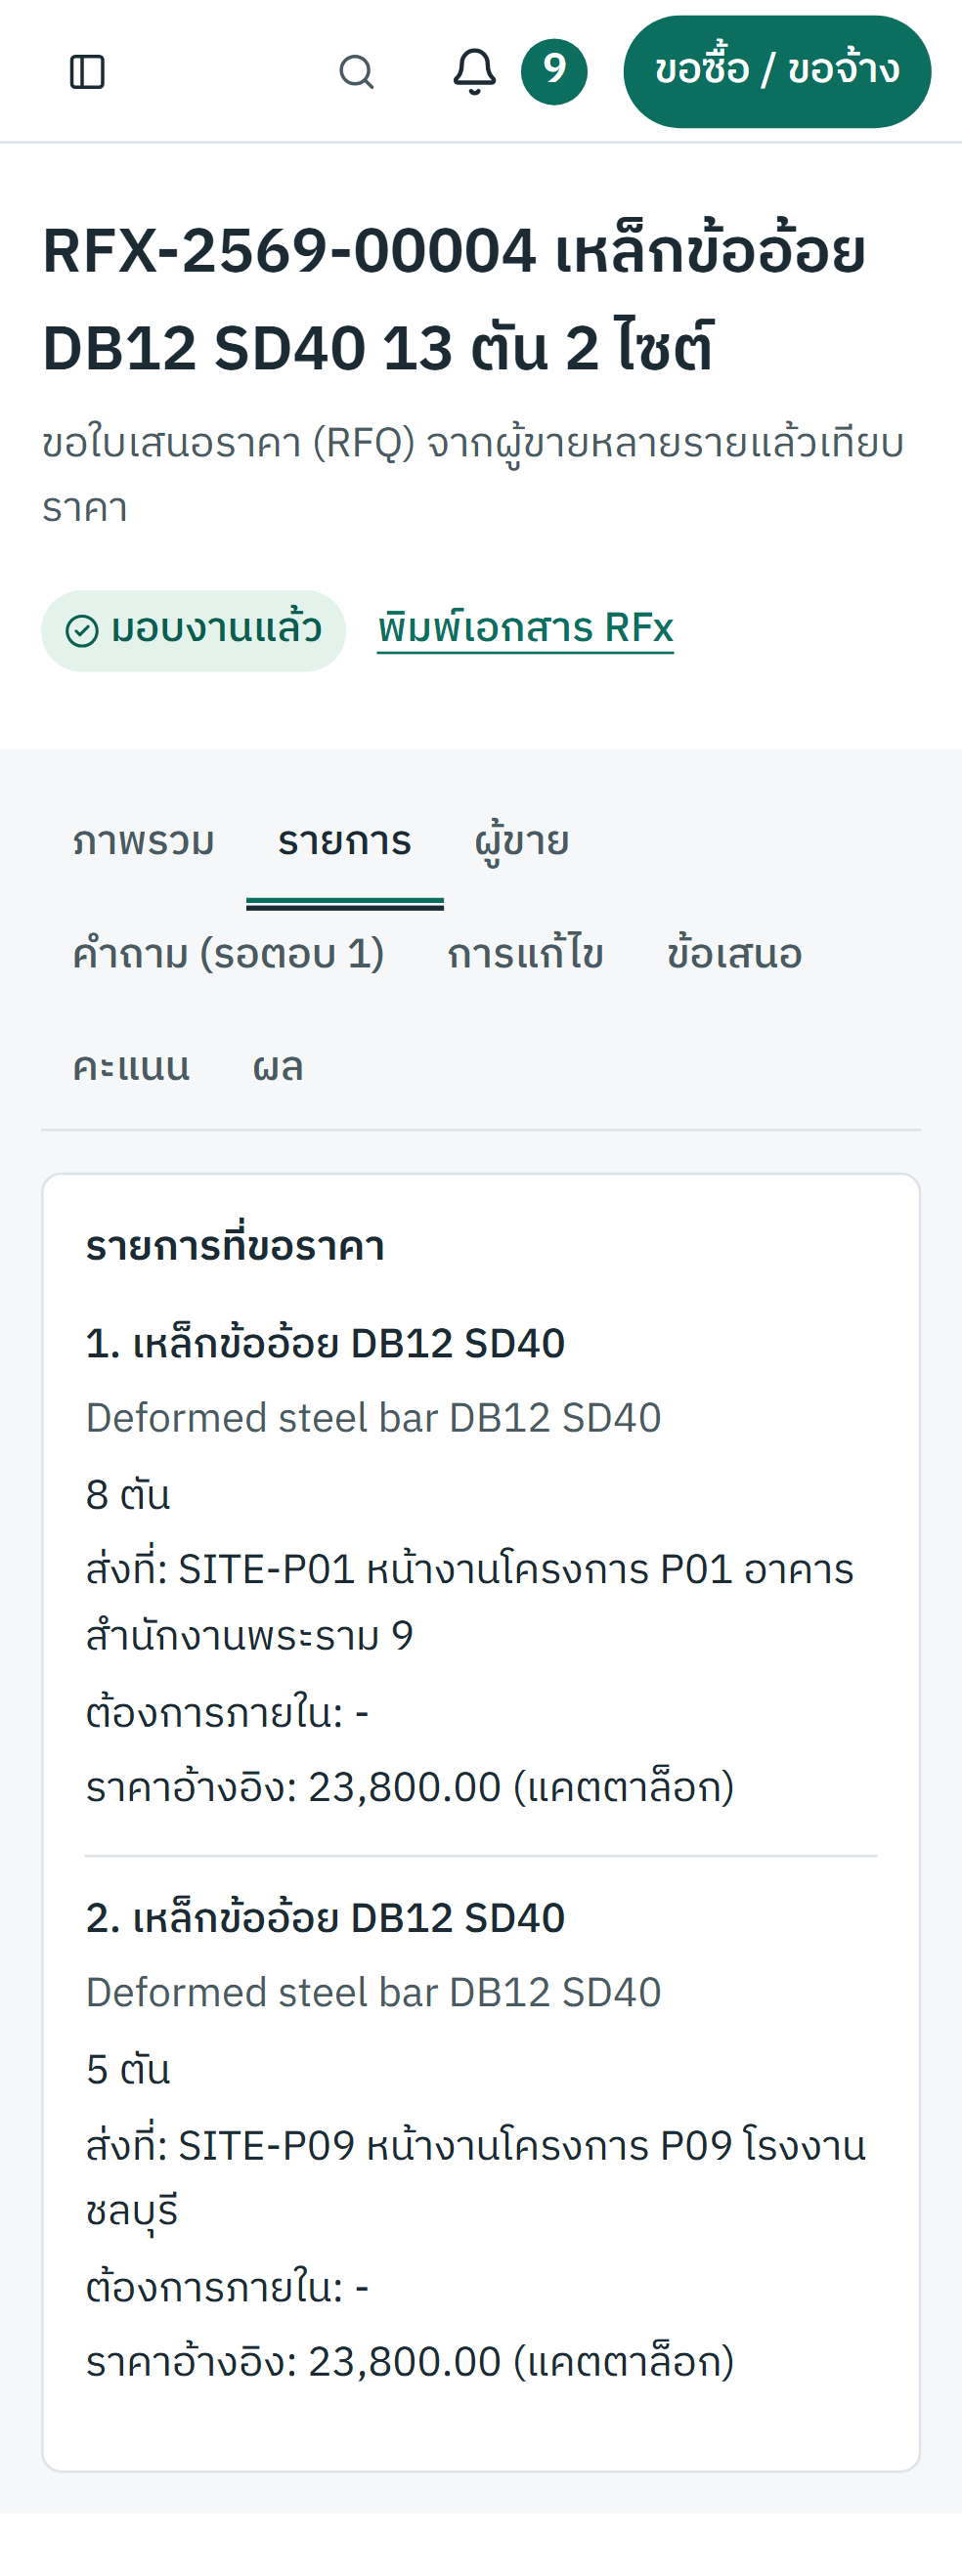 9
ขอซื้อ / ขอจ้าง
RFX-2569-00004 เหล็กข้ออ้อย
DB12 SD40 13 ตัน 2 ไซต์
ขอใบเสนอราคา (RFQ) จากผู้ขายหลายรายแล้วเทียบ
ราคา
มอบงานแล้ว พิมพ์เอกสาร RFx
ภาพรวม รายการ ผู้ขาย
คำถาม (รอตอบ 1) การแก้ไข ข้อเสนอ
คะแนน ผล
รายการที่ขอราคา
1. เหล็กข้ออ้อย DB12 SD40
Deformed steel bar DB12 SD40
8 ตัน
ส่งที่: SITE-P01 หน้างานโครงการ P01 อาคาร
สำนักงานพระราม 9
ต้องการภายใน: -
ราคาอ้างอิง: 23,800.00 (แคตตาล็อก)
2. เหล็กข้ออ้อย DB12 SD40
Deformed steel bar DB12 SD40
5 ตัน
ส่งที่: SITE-P09 หน้างานโครงการ P09 โรงงาน
ชลบุรี
ต้องการภายใน: -
ราคาอ้างอิง: 23,800.00 (แคตตาล็อก)